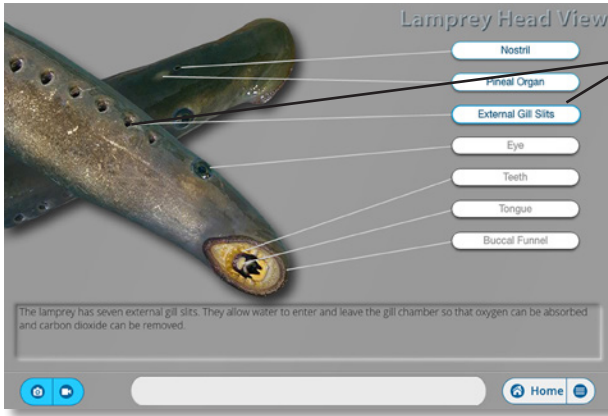 Lamprey Head View
Nostril
Pineal Organ
External Gill Slits
Eye
Teeth
Tongue
Buccal Funnel
The lamprey has seven external gill slits. They allow water to enter and leave the gill chamber so that oxygen can be absorbed
and carbon dioxide can be removed.
Home